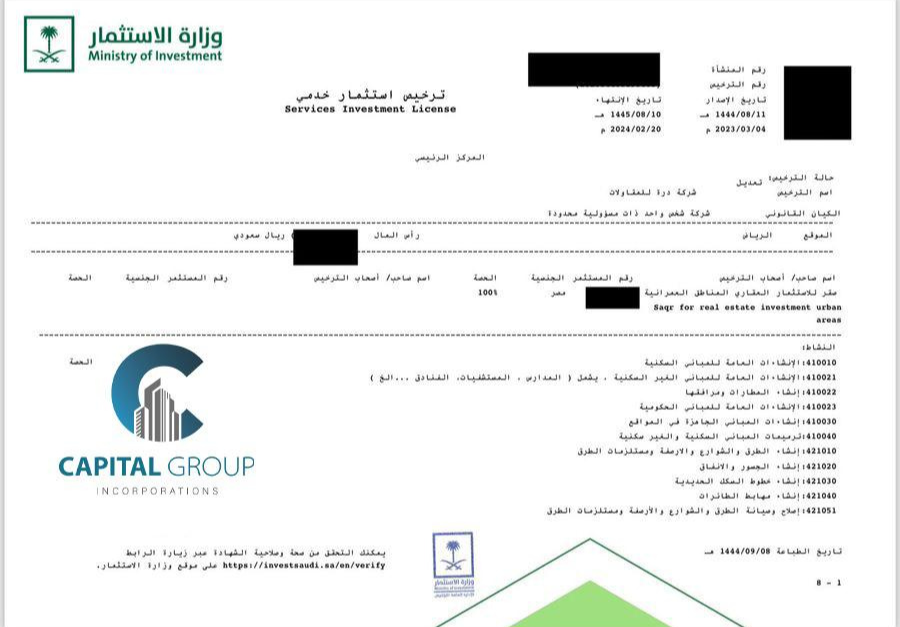 وزارة الاستثمار
Ministry of Investment
ترخيص استثمار خدمي
Services Investment License
رقم المنشأة
رقم الترخيص
تاريخ الإصدار تاريخ الإنتهاء
1444/08/11 هـ 1445/08/10 هـ
2023/03/04 م 2024/02/20 م
المركز الرئيسي
حالة الترخيص: تعديل
اسم الترخيص شركة درة للمقاولات
الكيان القانوني شركة شخص واحد ذات مسؤولية محدودة
الموقع الرياض رأس المال ريال سعودي
اسم صاحب/ أصحاب الترخيص رقم المستثمر الجنسية الحصة اسم صاحب/ أصحاب الترخيص رقم المستثمر الجنسية الحصة
صقر للاستثمار العقاري المناطق العمرانية مصر 100%
Saqr for real estate investment urban
areas
النشاط:
الحصة
410010:الإنشاءات العامة للمباني السكنية
410021:الإنشاءات العامة للمباني الغير السكنية ، يشمل ( المدارس ، المستشفيات، الفنادق ...الخ )
410022:إنشاء المطارات ومرافقها
410023:الإنشاءات العامة للمباني الحكومية
410030:إنشاءات المباني الجاهزة في المواقع
410040:ترميمات المباني السكنية والغير سكنية
421010:إنشاء الطرق والشوارع والارصفة ومستلزمات الطرق
421020:إنشاء الجسور والانفاق
421030:إنشاء خطوط السكك الحديدية
421040:إنشاء مهابط الطائرات
421051:إصلاح وصيانة الطرق والشوارع والأرصفة ومستلزمات الطرق
CAPITAL GROUP
INCORPORATIONS
تاريخ الطباعة 1444/09/08 هـ
يمكنك التحقق من صحة وصلاحية الشهادة عبر زيارة الرابط
https://investsaudi.sa/en/verify على موقع وزارة الاستثمار.
وزارة الاستثمار
Ministry of Investment
8 - 1